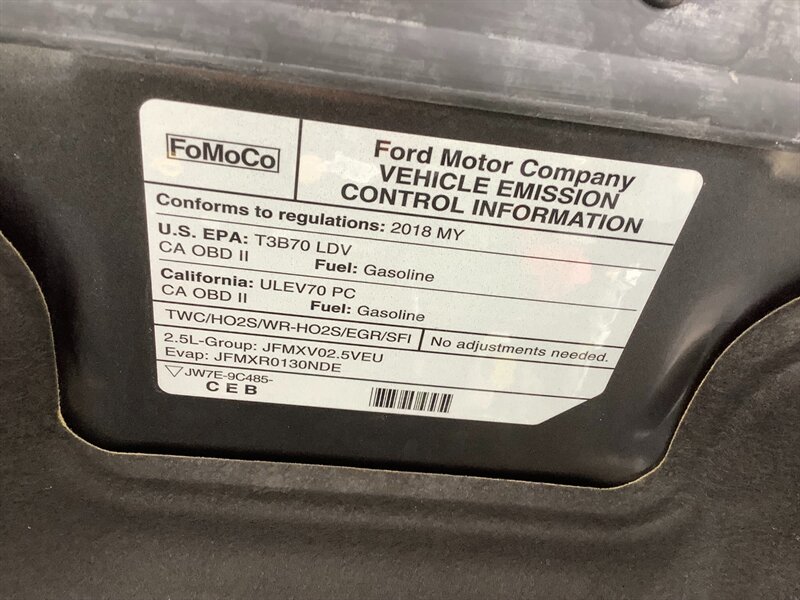 FoMoCo
Ford Motor Company
VEHICLE EMISSION
CONTROL INFORMATION
Conforms to regulations: 2018 MY
U.S. EPA: T3B70 LDV
CA OBD II Fuel: Gasoline
California: ULEV70 PC
CA OBD II Fuel: Gasoline
TWC/HO2S/WR-HO2S/EGR/SFI
No adjustments needed.
2.5L-Group: JFMXV02.5VEU
Evap: JFMXR0130NDE
JW7E-9C485-
C E B